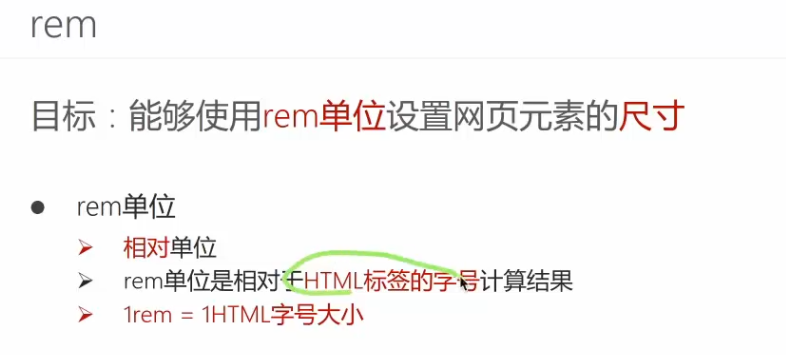 rem
目标：能够使用rem单位设置网页元素的尺寸
rem单位
相对单位
rem单位是相对于HTML标签的字号计算结果
1rem = 1HTML字号大小